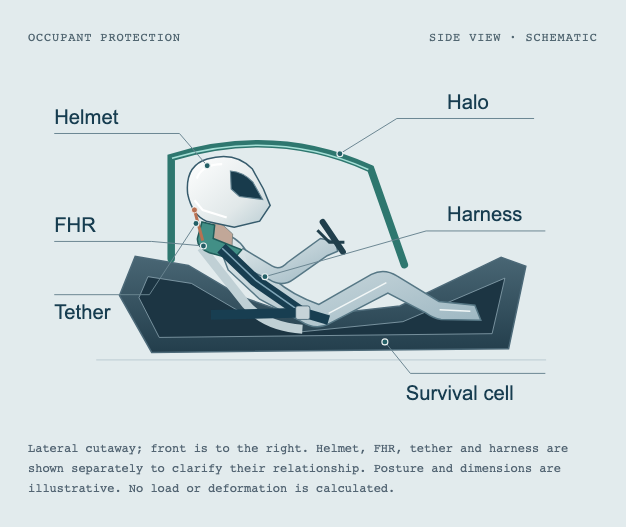 OCCUPANT PROTECTION
SIDE VIEW · SCHEMATIC
Halo
Helmet
Harness
FHR
Tether
Survival cell
Lateral cutaway; front is to the right. Helmet, FHR, tether and harness are
shown separately to clarify their relationship. Posture and dimensions are
illustrative. No load or deformation is calculated.